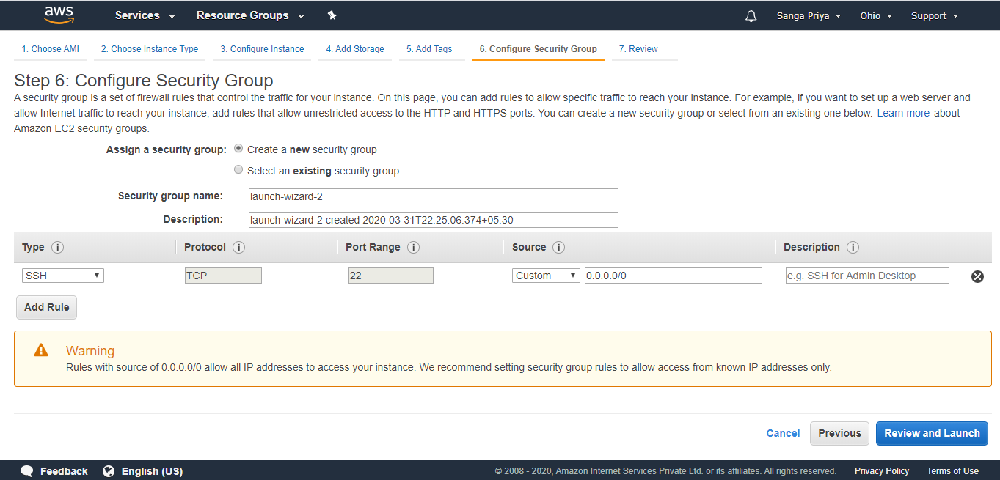 aws Services Resource Groups Sanga Priya Ohio Support
1. Choose AMI 2. Choose Instance Type 3. Configure Instance 4. Add Storage 5. Add Tags 6. Configure Security Group 7. Review
Step 6: Configure Security Group
A security group is a set of firewall rules that control the traffic for your instance. On this page, you can add rules to allow specific traffic to reach your instance. For example, if you want to set up a web server and
allow Internet traffic to reach your instance, add rules that allow unrestricted access to the HTTP and HTTPS ports. You can create a new security group or select from an existing one below. Learn more about
Amazon EC2 security groups.
Assign a security group: Create a new security group
Select an existing security group
Security group name: launch-wizard-2
Description: launch-wizard-2 created 2020-03-31T22:25:06.374+05:30
Type i Protocol i Port Range i Source i Description i
SSH TCP 22 Custom 0.0.0.0/0 e.g. SSH for Admin Desktop
Add Rule
Warning
Rules with source of 0.0.0.0/0 allow all IP addresses to access your instance. We recommend setting security group rules to allow access from known IP addresses only.
Cancel Previous Review and Launch
Feedback English (US) © 2008 - 2020, Amazon Internet Services Private Ltd. or its affiliates. All rights reserved. Privacy Policy Terms of Use